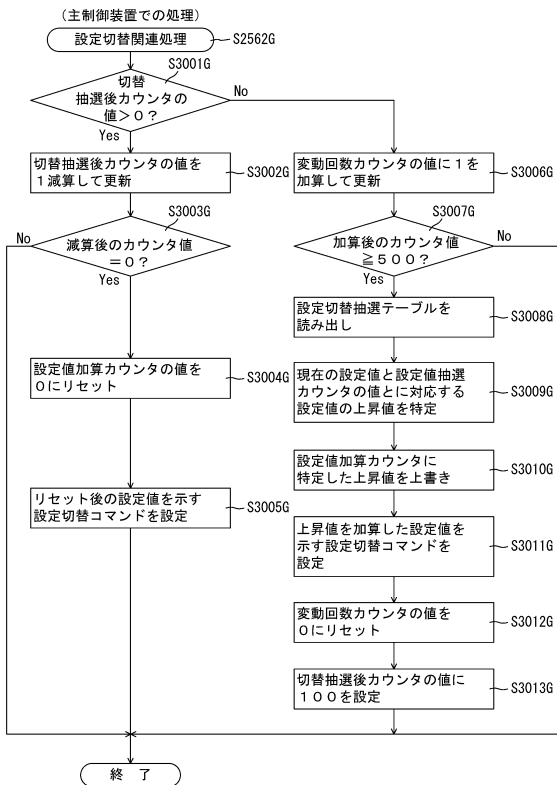 (主制御装置での処理)
設定切替関連処理
S2562G
S3001G
切替
抽選後カウンタの
値>0?
No
Yes
切替抽選後カウンタの値を
1減算して更新
S3002G
変動回数カウンタの値に1を
加算して更新
S3006G
S3003G
No
減算後のカウンタ値
=0?
Yes
S3007G
加算後のカウンタ値
≧500?
No
Yes
設定切替抽選テーブルを
読み出し
S3008G
設定値加算カウンタの値を
0にリセット
S3004G
現在の設定値と設定値抽選
カウンタの値とに対応する
設定値の上昇値を特定
S3009G
設定値加算カウンタに
特定した上昇値を上書き
S3010G
リセット後の設定値を示す
設定切替コマンドを設定
S3005G
上昇値を加算した設定値を
示す設定切替コマンドを
設定
S3011G
変動回数カウンタの値を
0にリセット
S3012G
切替抽選後カウンタの値に
100を設定
S3013G
終 了